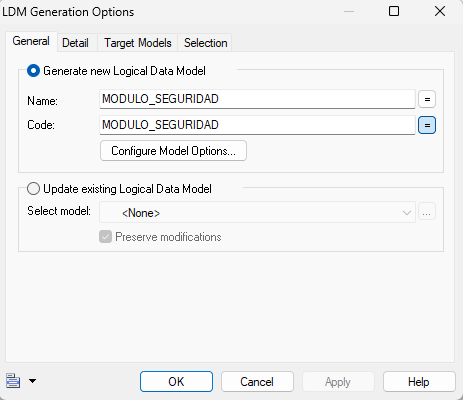 LDM Generation Options
General Detail Target Models Selection
Generate new Logical Data Model
Name: MODULO_SEGURIDAD =
Code: MODULO_SEGURIDAD =
Configure Model Options...
Update existing Logical Data Model
Select model: <None> ...
Preserve modifications
OK Cancel Apply Help